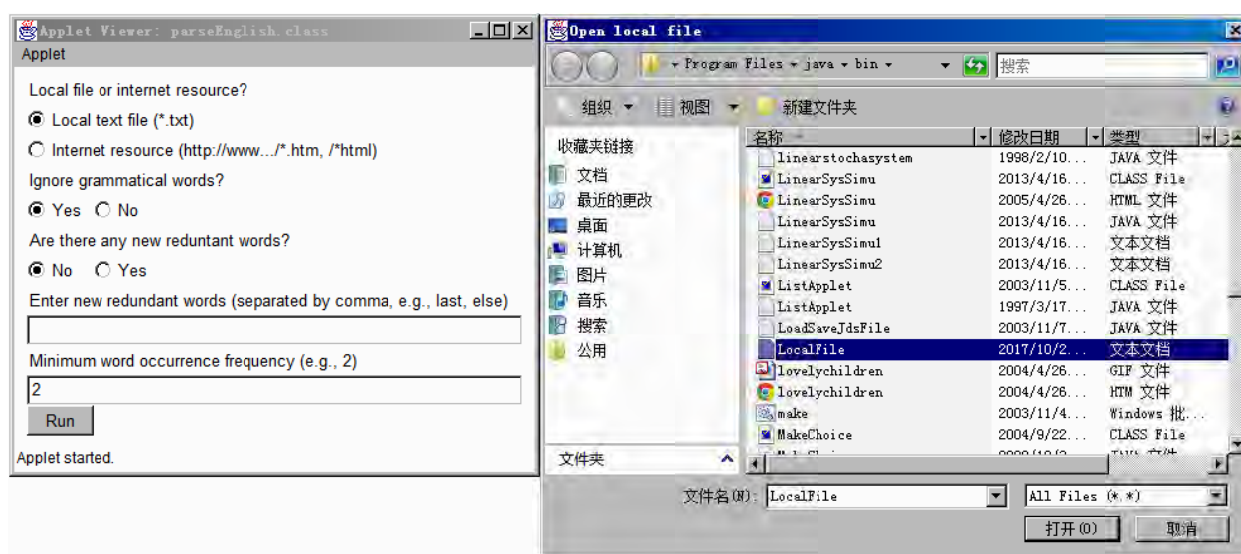 Applet Viewer: parseEnglish.class
Applet
Local file or internet resource?
Local text file (*.txt)
Internet resource (http://www.../*.htm, /*html)
Ignore grammatical words?
Yes No
Are there any new reduntant words?
No Yes
Enter new redundant words (separated by comma, e.g., last, else)
Minimum word occurrence frequency (e.g., 2)
2
Run
Applet started.
Open local file
Program Files java bin
搜索
组织 视图 新建文件夹
收藏夹链接
文档
最近的更改
桌面
计算机
图片
音乐
搜索
公用
文件夹
名称 修改日期 类型
linearstochasystem 1998/2/10... JAVA 文件
LinearSysSimu 2013/4/16... CLASS File
LinearSysSimu 2005/4/26... HTML 文件
LinearSysSimu 2013/4/16... JAVA 文件
LinearSysSimu1 2013/4/16... 文本文档
LinearSysSimu2 2013/4/16... 文本文档
ListApplet 2003/11/5... CLASS File
ListApplet 1997/3/17... JAVA 文件
LoadSaveJdsFile 2003/11/7... JAVA 文件
LocalFile 2017/10/2... 文本文档
lovelychildren 2004/4/26... GIF 文件
lovelychildren 2004/4/26... HTM 文件
make 2003/11/4... Windows 批...
MakeChoice 2004/9/22... CLASS File
文件名(N): LocalFile All Files (*.*)
打开(O) 取消